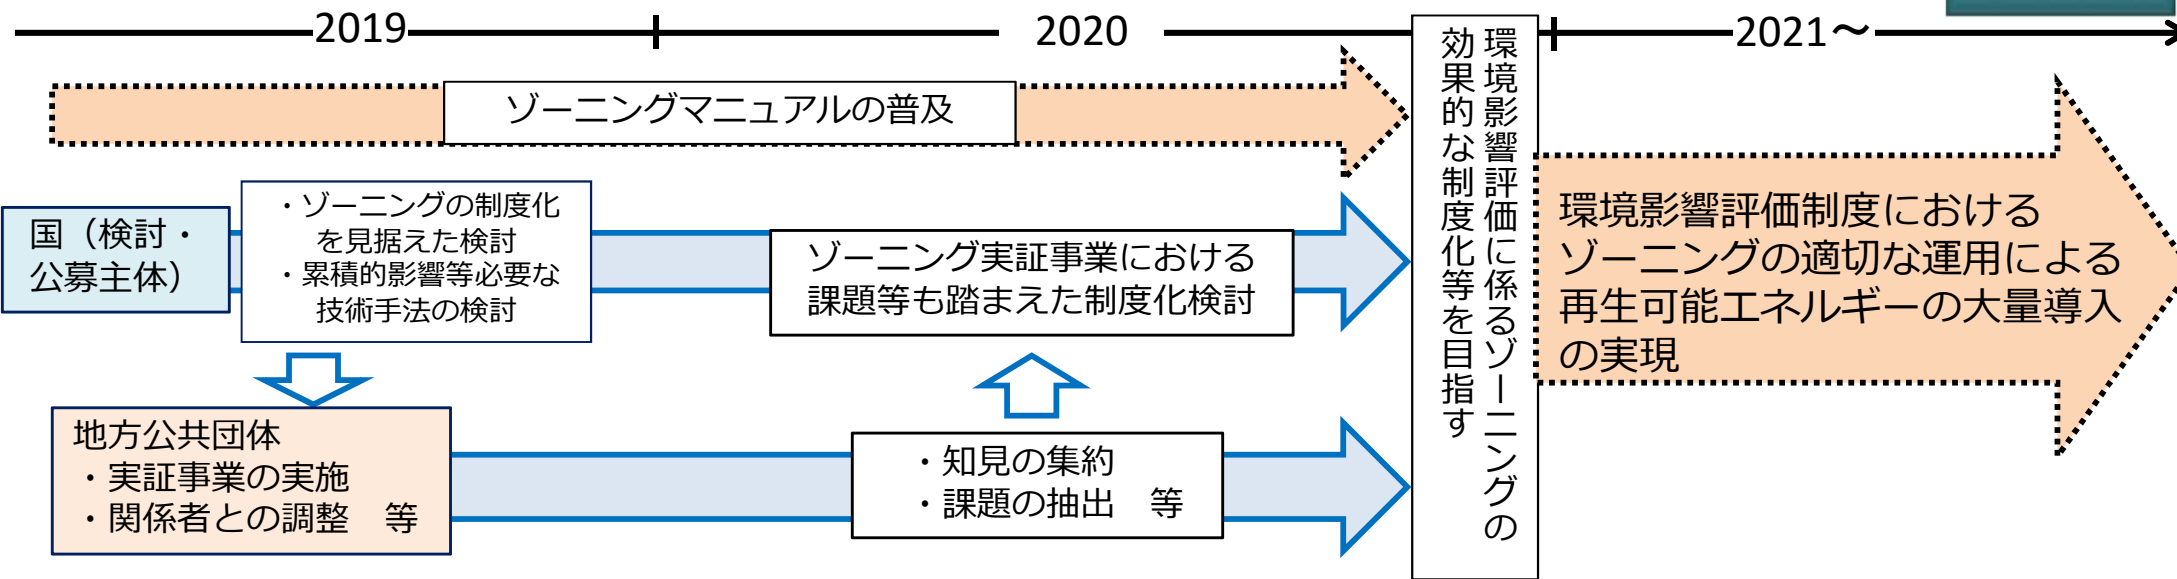 2019
2020
2021～
ゾーニングマニュアルの普及
国（検討・
公募主体）
・ゾーニングの制度化
を見据えた検討
・累積的影響等必要な
技術手法の検討
ゾーニング実証事業における
課題等も踏まえた制度化検討
地方公共団体
・実証事業の実施
・関係者との調整　等
・知見の集約
・課題の抽出　等
環境影響評価に係るゾーニングの
効果的な制度化等を目指す
環境影響評価制度における
ゾーニングの適切な運用による
再生可能エネルギーの大量導入
の実現